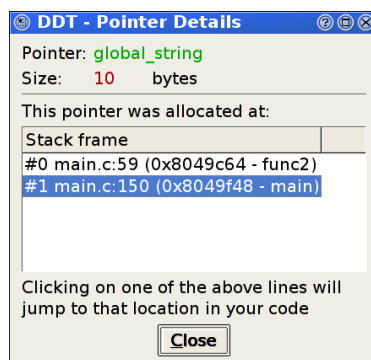 DDT - Pointer Details
Pointer: global_string
Size: 10 bytes
This pointer was allocated at:
Stack frame
#0 main.c:59 (0x8049c64 - func2)
#1 main.c:150 (0x8049f48 - main)
Clicking on one of the above lines will
jump to that location in your code
Close